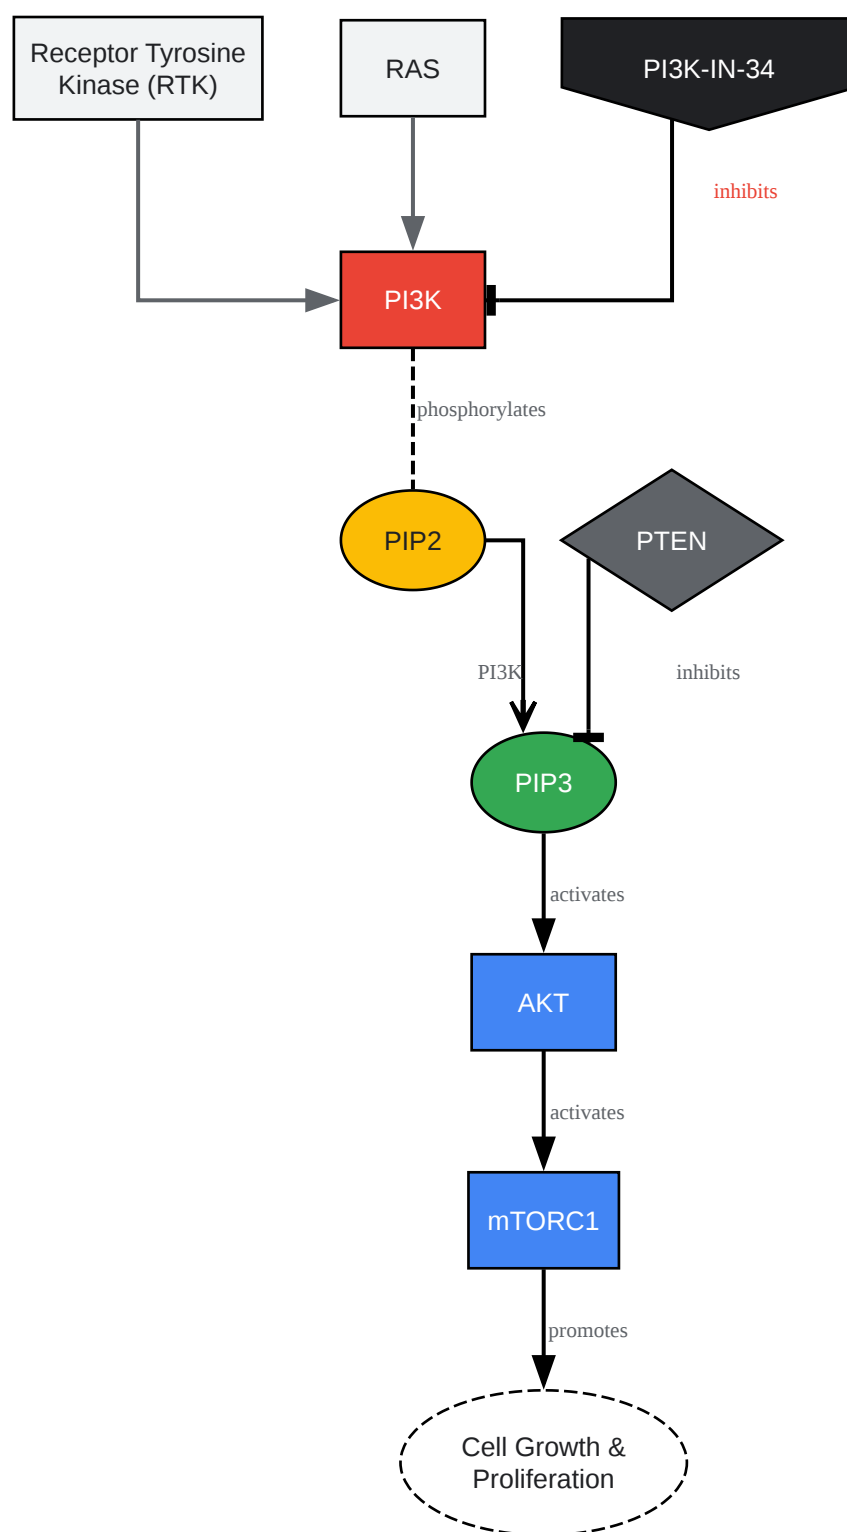 Receptor Tyrosine
Kinase (RTK)
RAS
PI3K-IN-34
inhibits
PI3K
phosphorylates
PIP2
PTEN
PI3K
inhibits
PIP3
activates
AKT
activates
mTORC1
promotes
Cell Growth &
Proliferation